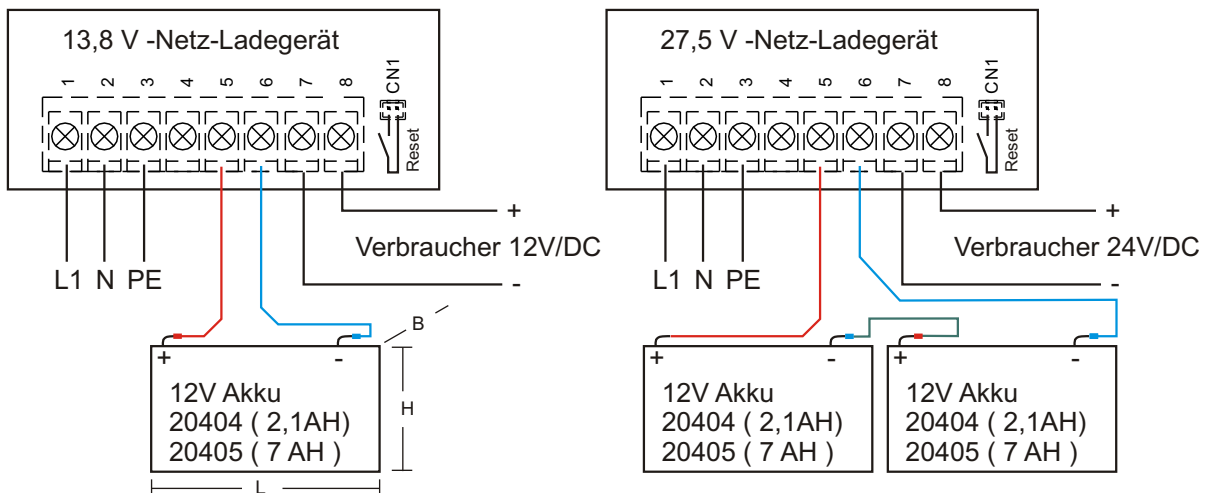 13,8 V -Netz-Ladegerät
1 2 3 4 5 6 7 8 CN1
Reset
+
Verbraucher 12V/DC
L1 N PE
-
B
+ -
12V Akku
20404 ( 2,1AH)
20405 ( 7 AH )
H
L
27,5 V -Netz-Ladegerät
1 2 3 4 5 6 7 8 CN1
Reset
+
Verbraucher 24V/DC
L1 N PE
-
+ -
12V Akku
20404 ( 2,1AH)
20405 ( 7 AH )
+ -
12V Akku
20404 ( 2,1AH)
20405 ( 7 AH )